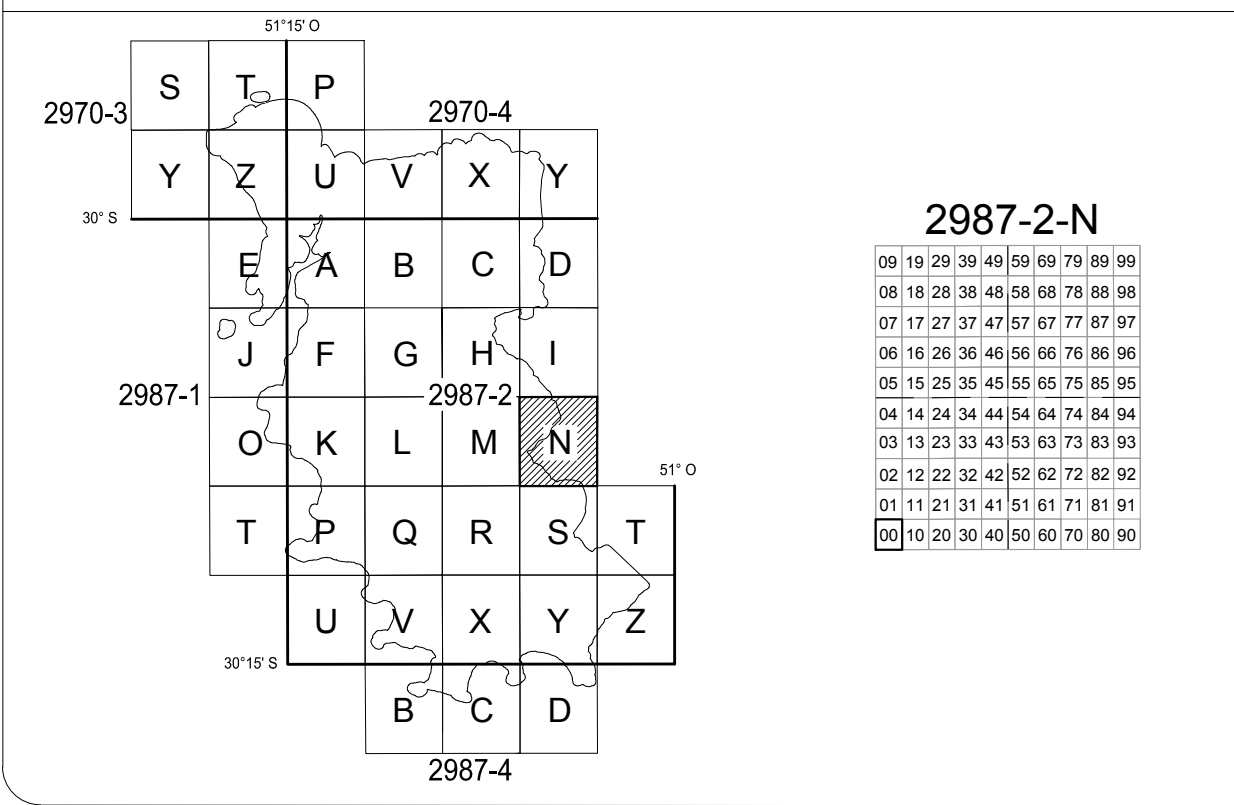 51°15' O
S T P
2970-3 2970-4
Y Z U V X Y
30° S
E A B C D
J F G H I
2987-1 2987-2
O K L M N
51° O
T P Q R S T
U V X Y Z
30°15' S
B C D
2987-4
2987-2-N
09 19 29 39 49 59 69 79 89 99
08 18 28 38 48 58 68 78 88 98
07 17 27 37 47 57 67 77 87 97
06 16 26 36 46 56 66 76 86 96
05 15 25 35 45 55 65 75 85 95
04 14 24 34 44 54 64 74 84 94
03 13 23 33 43 53 63 73 83 93
02 12 22 32 42 52 62 72 82 92
01 11 21 31 41 51 61 71 81 91
00 10 20 30 40 50 60 70 80 90